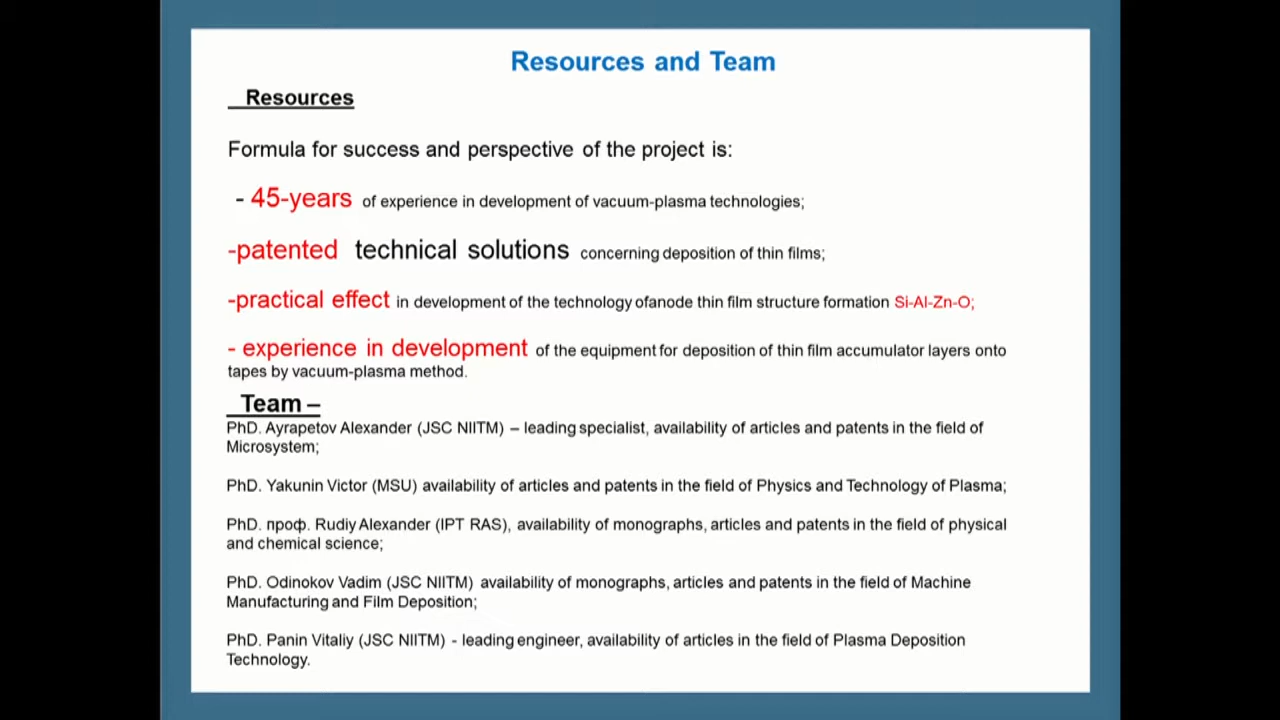 Resources and Team
Resources
Formula for success and perspective of the project is:
- 45-years of experience in development of vacuum-plasma technologies;
-patented technical solutions concerning deposition of thin films;
-practical effect in development of the technology ofanode thin film structure formation Si-Al-Zn-O;
- experience in development of the equipment for deposition of thin film accumulator layers onto
tapes by vacuum-plasma method.
Team –
PhD. Ayrapetov Alexander (JSC NIITM) – leading specialist, availability of articles and patents in the field of
Microsystem;
PhD. Yakunin Victor (MSU) availability of articles and patents in the field of Physics and Technology of Plasma;
PhD. проф. Rudiy Alexander (IPT RAS), availability of monographs, articles and patents in the field of physical
and chemical science;
PhD. Odinokov Vadim (JSC NIITM) availability of monographs, articles and patents in the field of Machine
Manufacturing and Film Deposition;
PhD. Panin Vitaliy (JSC NIITM) - leading engineer, availability of articles in the field of Plasma Deposition
Technology.